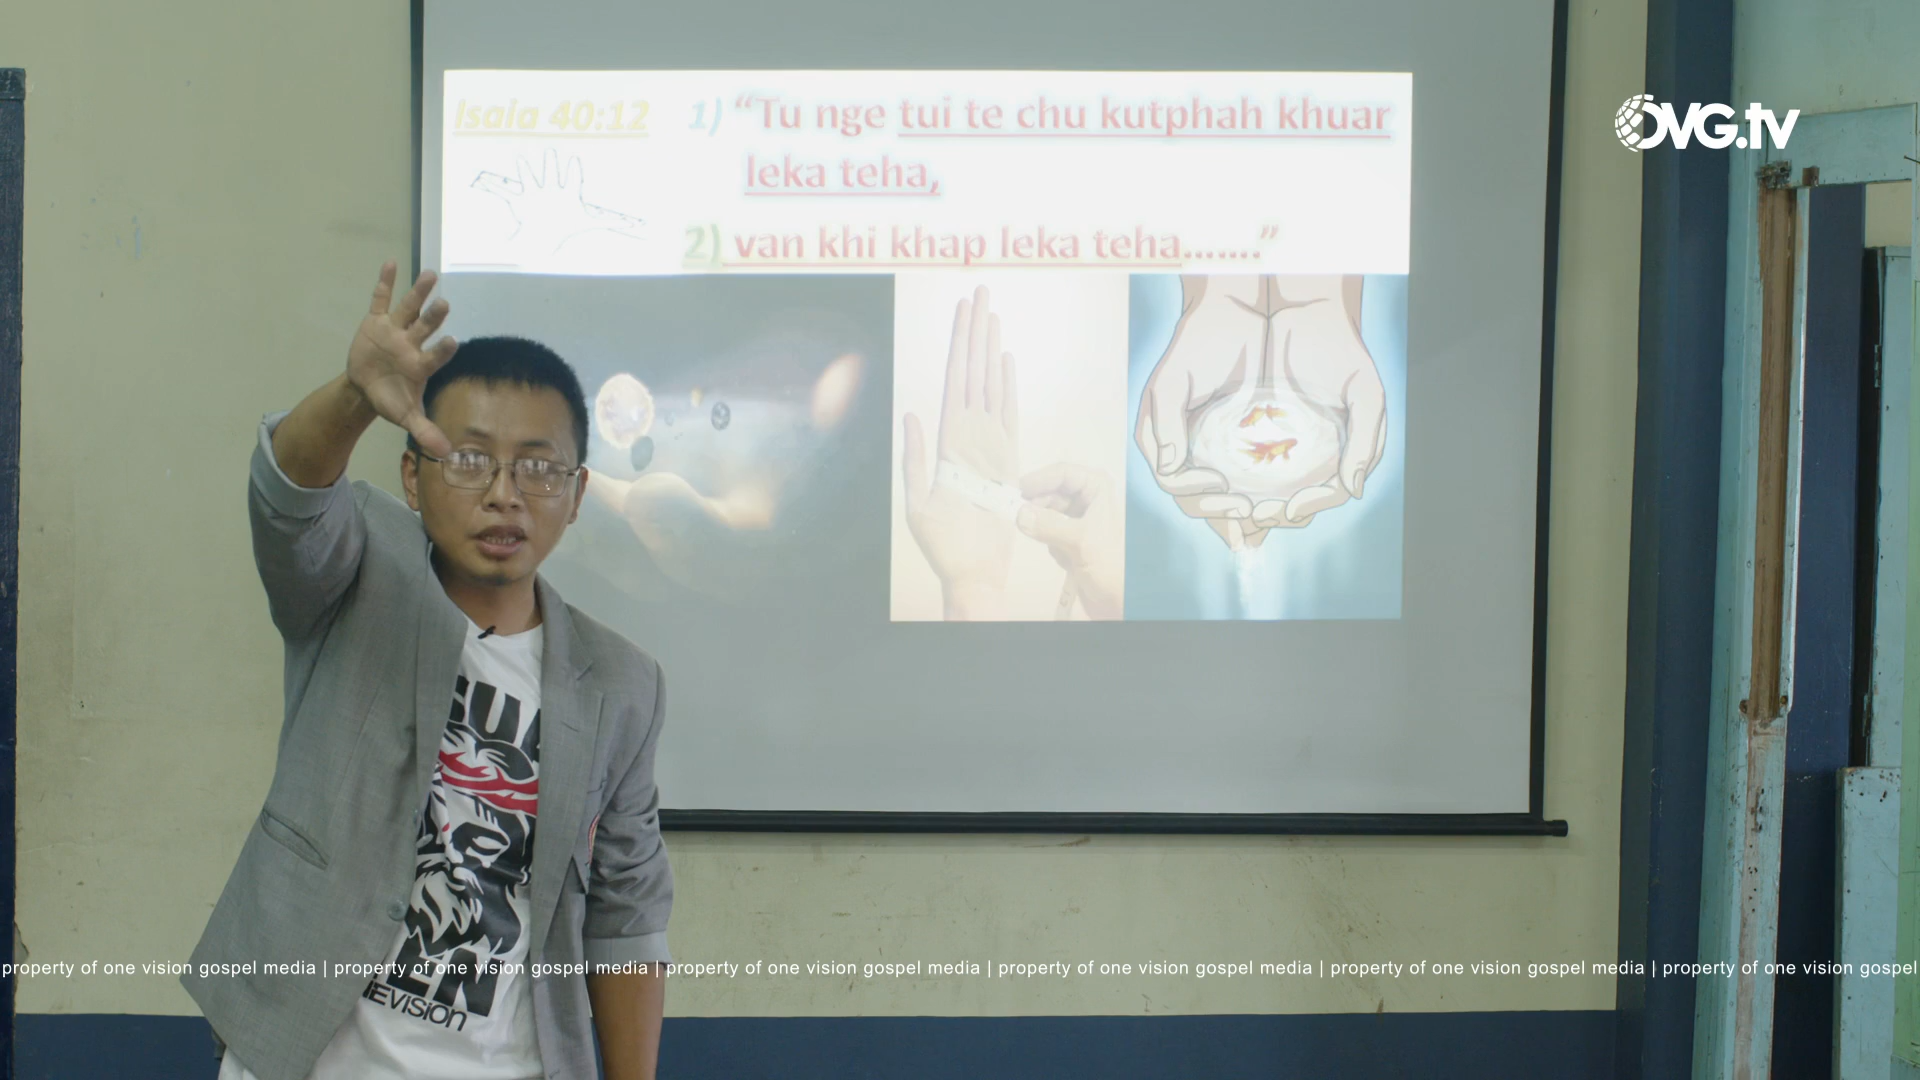 Isaia 40:12
1) “Tu nge tui te chu kutphah khuar
leka teha,
2) van khi khap leka teha.......”
OVG.tv
property of one vision gospel media | property of one vision gospel media | property of one vision gospel media | property of one vision gospel media | property of one vision gospel media | property of one vision gospel